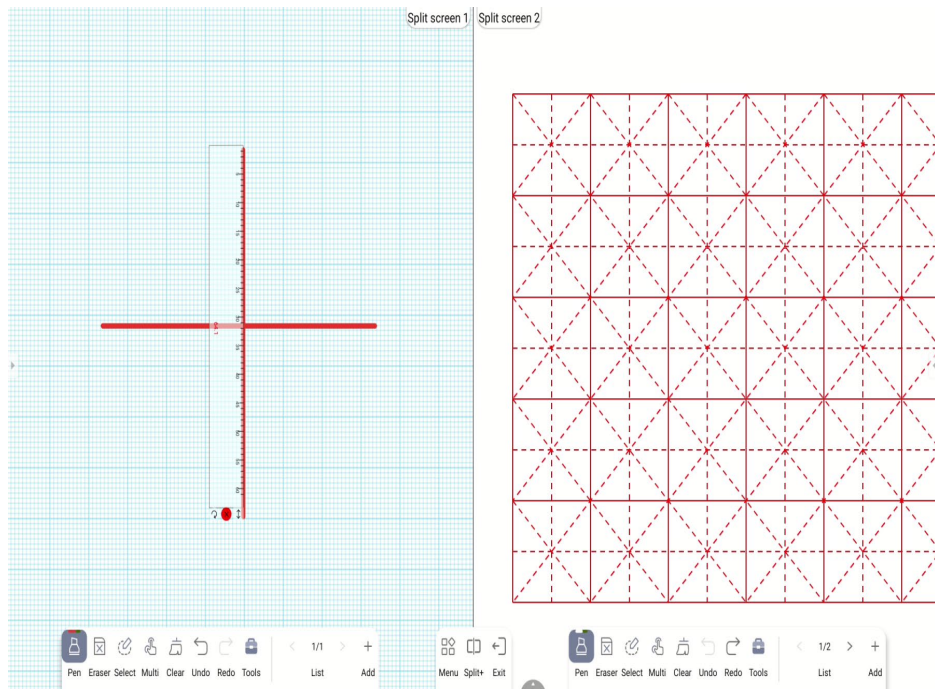 Split screen 1
Split screen 2
Pen Eraser Select Multi Clear Undo Redo Tools
1/1
List
Add
Menu Split+ Exit
Pen Eraser Select Multi Clear Undo Redo Tools
1/2
List
Add